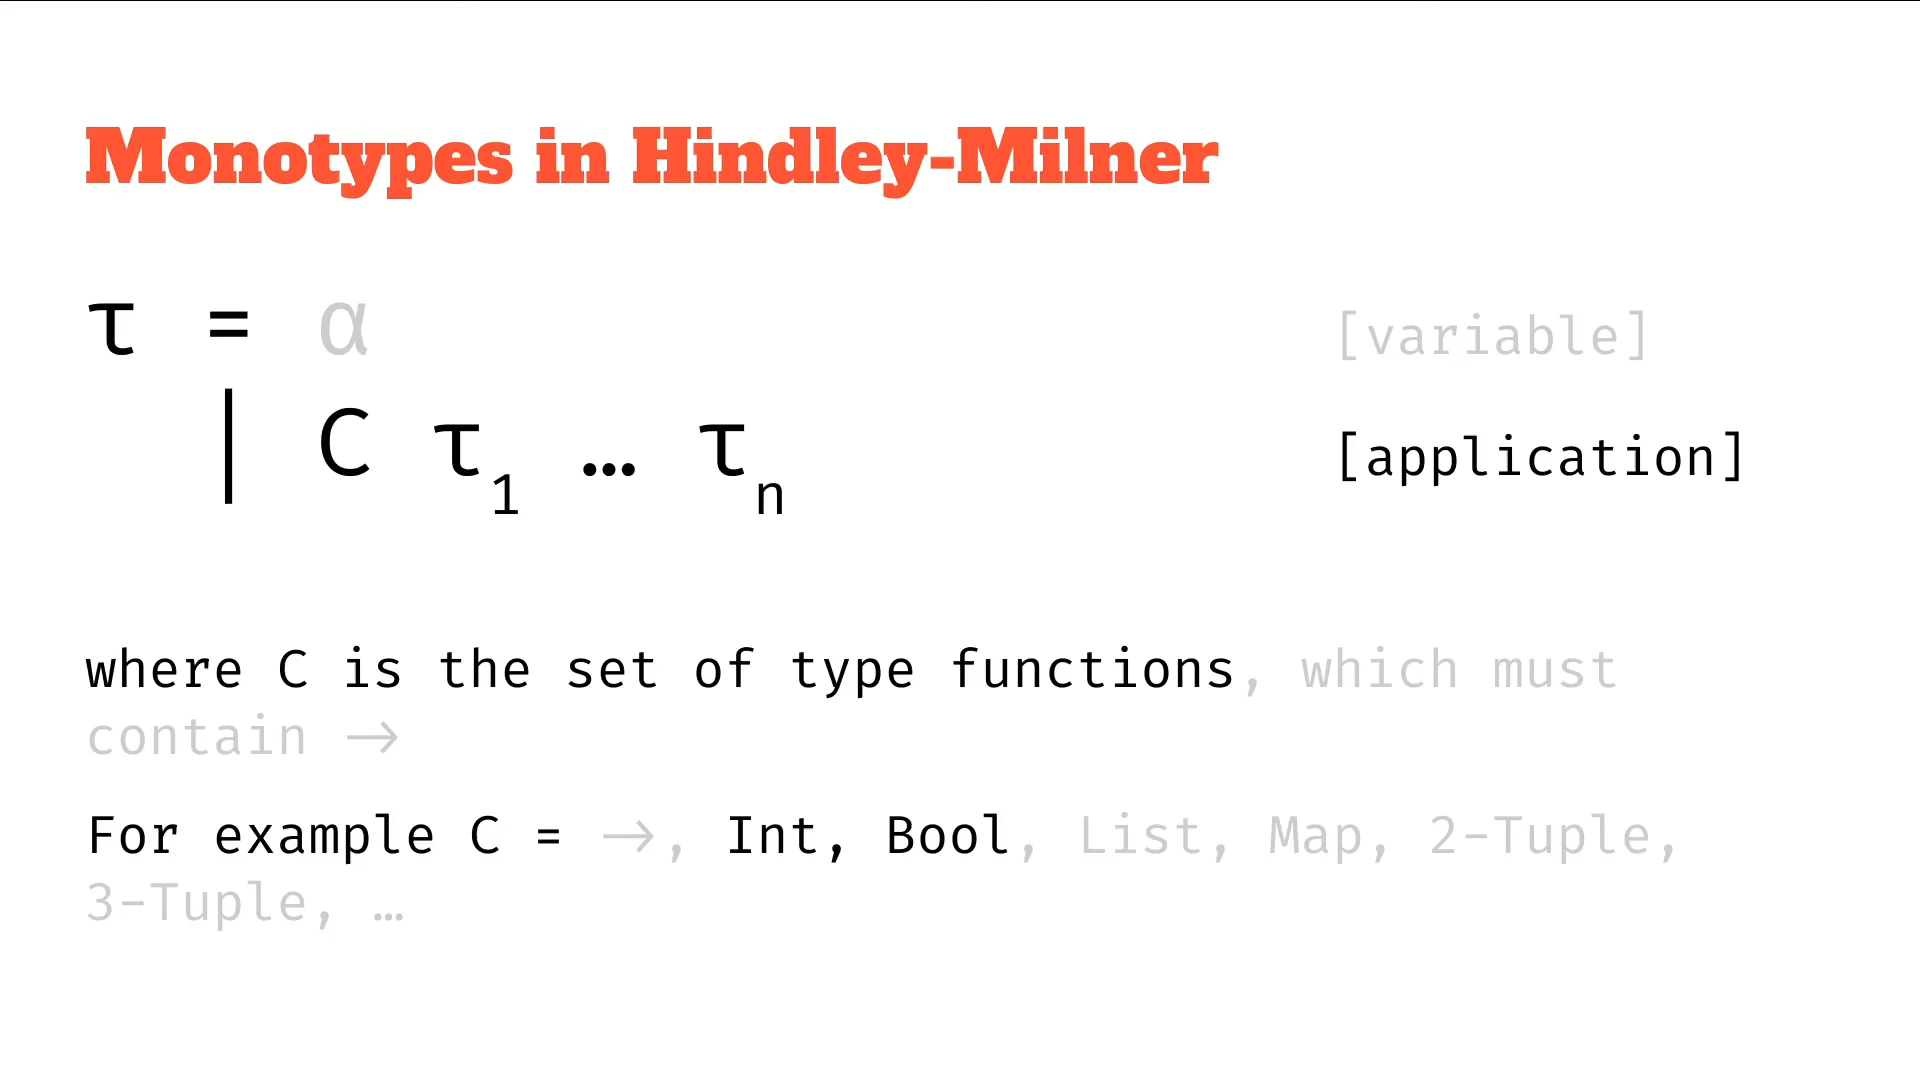 Monotypes in Hindley-Milner
τ = α [variable]
| C τ₁ … τₙ [application]
where C is the set of type functions, which must
contain →
For example C = →, Int, Bool, List, Map, 2-Tuple,
3-Tuple, …